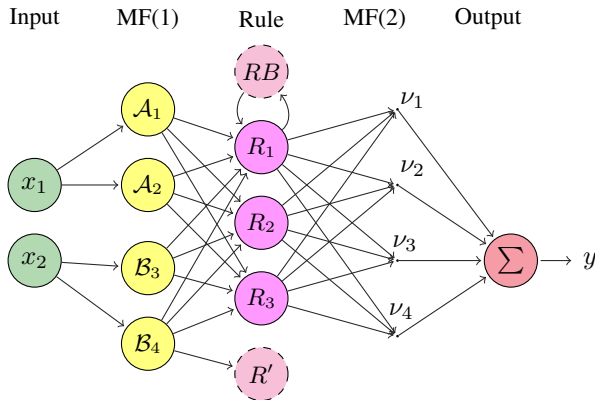 Input MF(1) Rule MF(2) Output
RB
𝒜₁ ν₁
R₁
x₁ 𝒜₂ ν₂
R₂
x₂ ℬ₃ ν₃ ∑ y
R₃
ℬ₄ ν₄
R′